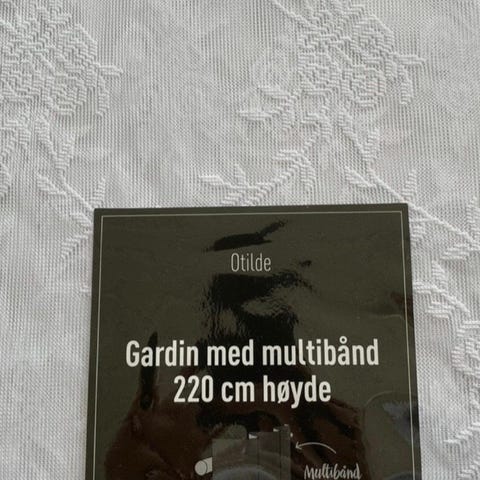 Otilde
Gardin med multibånd
220 cm høyde
Multibånd